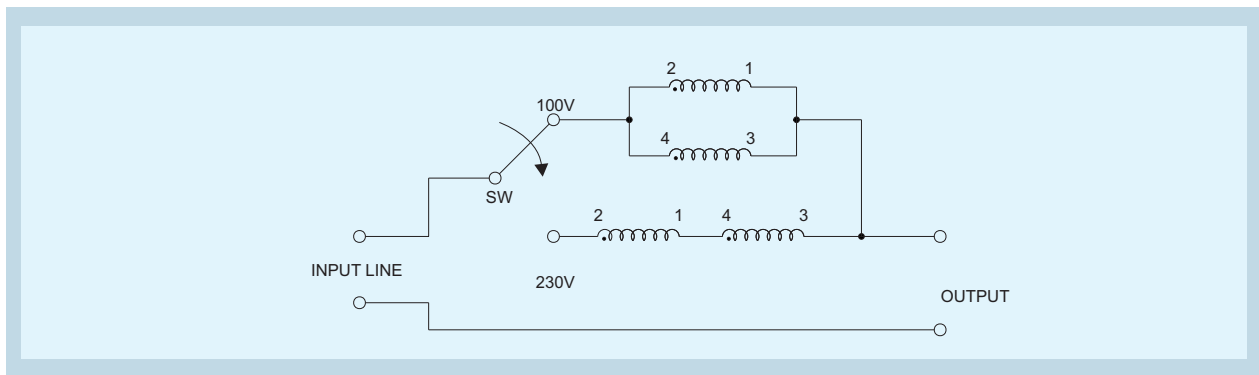 2 1
100V
4 3
SW
2 1 4 3
INPUT LINE
230V
OUTPUT